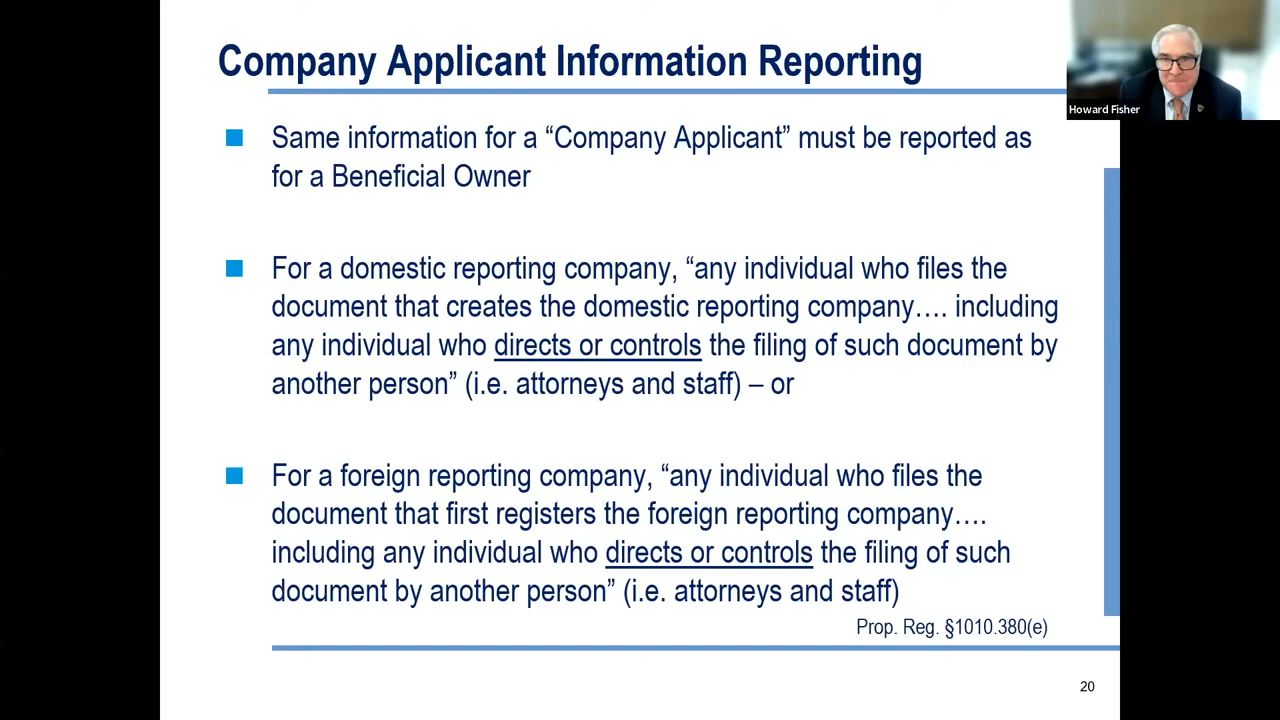 Company Applicant Information Reporting
Howard Fisher
Same information for a “Company Applicant” must be reported as
for a Beneficial Owner
For a domestic reporting company, “any individual who files the
document that creates the domestic reporting company…. including
any individual who directs or controls the filing of such document by
another person” (i.e. attorneys and staff) – or
For a foreign reporting company, “any individual who files the
document that first registers the foreign reporting company….
including any individual who directs or controls the filing of such
document by another person” (i.e. attorneys and staff)
Prop. Reg. §1010.380(e)
20